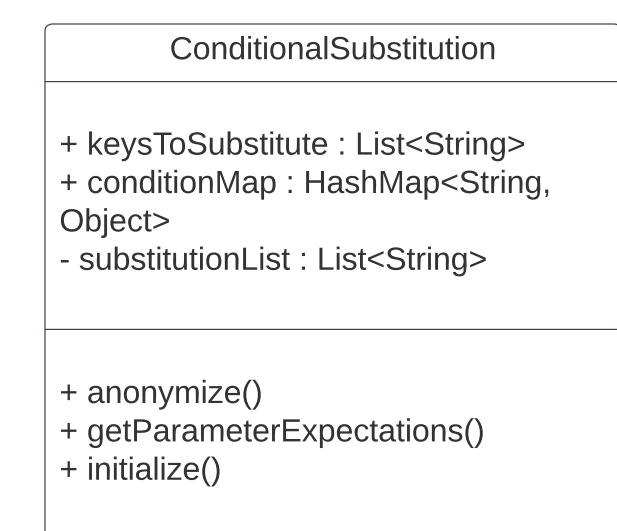 ConditionalSubstitution
+ keysToSubstitute : List<String>
+ conditionMap : HashMap<String,
Object>
- substitutionList : List<String>
+ anonymize()
+ getParameterExpectations()
+ initialize()